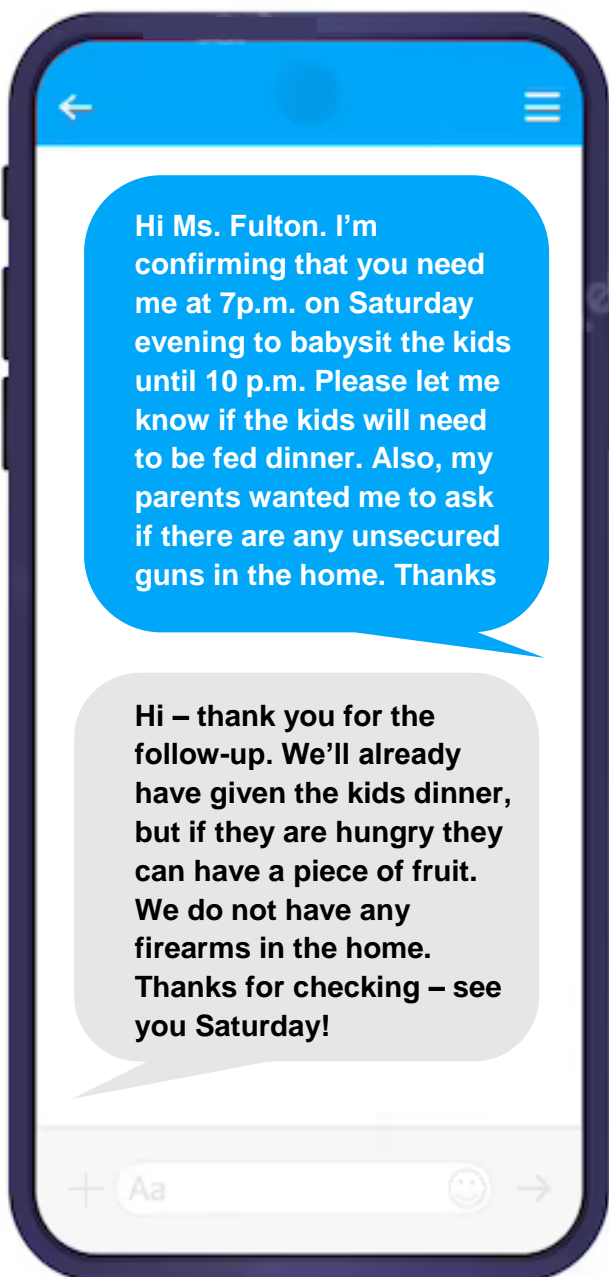 Hi Ms. Fulton. I’m
confirming that you need
me at 7p.m. on Saturday
evening to babysit the kids
until 10 p.m. Please let me
know if the kids will need
to be fed dinner. Also, my
parents wanted me to ask
if there are any unsecured
guns in the home. Thanks
Hi – thank you for the
follow-up. We’ll already
have given the kids dinner,
but if they are hungry they
can have a piece of fruit.
We do not have any
firearms in the home.
Thanks for checking – see
you Saturday!
Aa